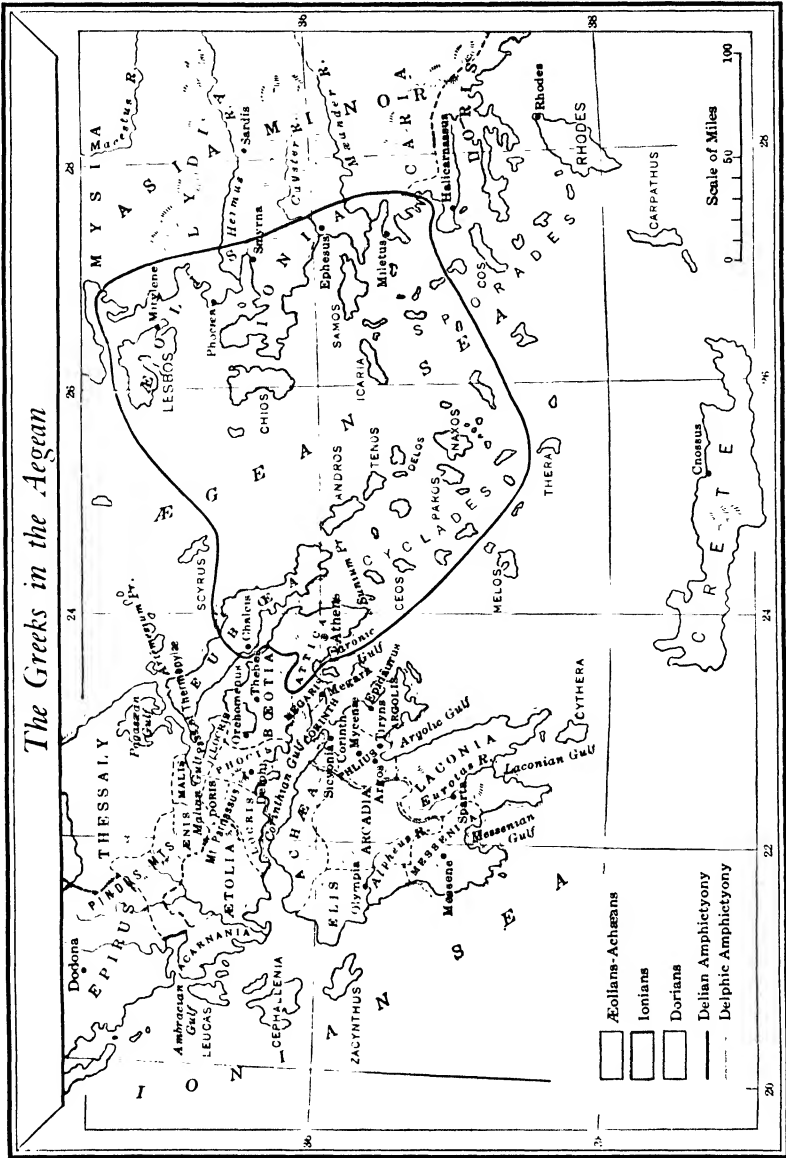 The Greeks in the Aegean
MYSIA
ASIA MINOR
LYDIA
Hermus R.
Sardis
Cayster R.
Mæander R.
CARIA
DORIS
Halicarnassus
Rhodes
RHODES
CARPATHUS
Scale of Miles
0
50
100
Smyrna
IONIA
Ephesus
Miletus
Mitylene
ÆOLIS
LESBOS
Phocæa
CHIOS
SAMOS
ICARIA
COS
SPORADES
ÆGEAN SEA
SCYRUS
ANDROS
TENUS
DELOS
NAXOS
PAROS
CYCLADES
CEOS
MELOS
THERA
CRETE
Cnossus
CYTHERA
THESSALY
Pagasæan
Gulf
Artemisium Pr.
Thermopylæ
EUBŒA
Chalcis
ATTICA
Athens
Sunium Pr.
Saronic
Gulf
Megara
MEGARIS
BŒOTIA
Thebes
Orchomenus
PHOCIS
LOCRIS
Delphi
Mt Parnassus
DORIS
Malian Gulf
MALIS
ÆNIS
LOCRIS
ÆTOLIA
PINDUS MTS
EPIRUS
Dodona
ACARNANIA
Ambracian
Gulf
LEUCAS
CEPHALLENIA
ZACYNTHUS
IONIAN SEA
Corinthian Gulf
CORINTH
Corinth
Sicyonia
PHLIUS
Mycenæ
Tiryns
Epidaurus
ARGOLIS
Argos
Argolic Gulf
ACHÆA
ARCADIA
ELIS
Olympia
Alpheus R.
MESSENIA
Messene
Messenian
Gulf
LACONIA
Eurotas R.
Sparta
Laconian Gulf
Æolians-Achæans
Ionians
Dorians
Delian Amphictyony
Delphic Amphictyony
20
22
24
26
28
36
38